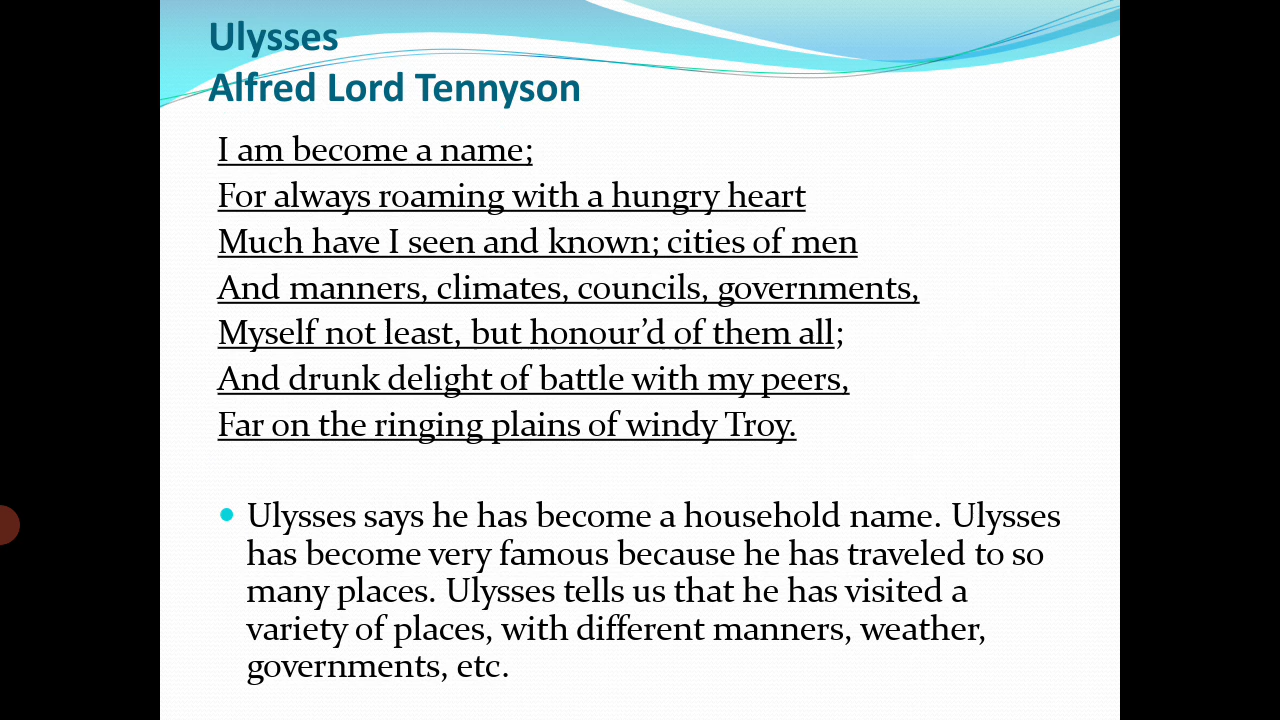 Ulysses
Alfred Lord Tennyson
I am become a name;
For always roaming with a hungry heart
Much have I seen and known; cities of men
And manners, climates, councils, governments,
Myself not least, but honour’d of them all;
And drunk delight of battle with my peers,
Far on the ringing plains of windy Troy.
Ulysses says he has become a household name. Ulysses
has become very famous because he has traveled to so
many places. Ulysses tells us that he has visited a
variety of places, with different manners, weather,
governments, etc.